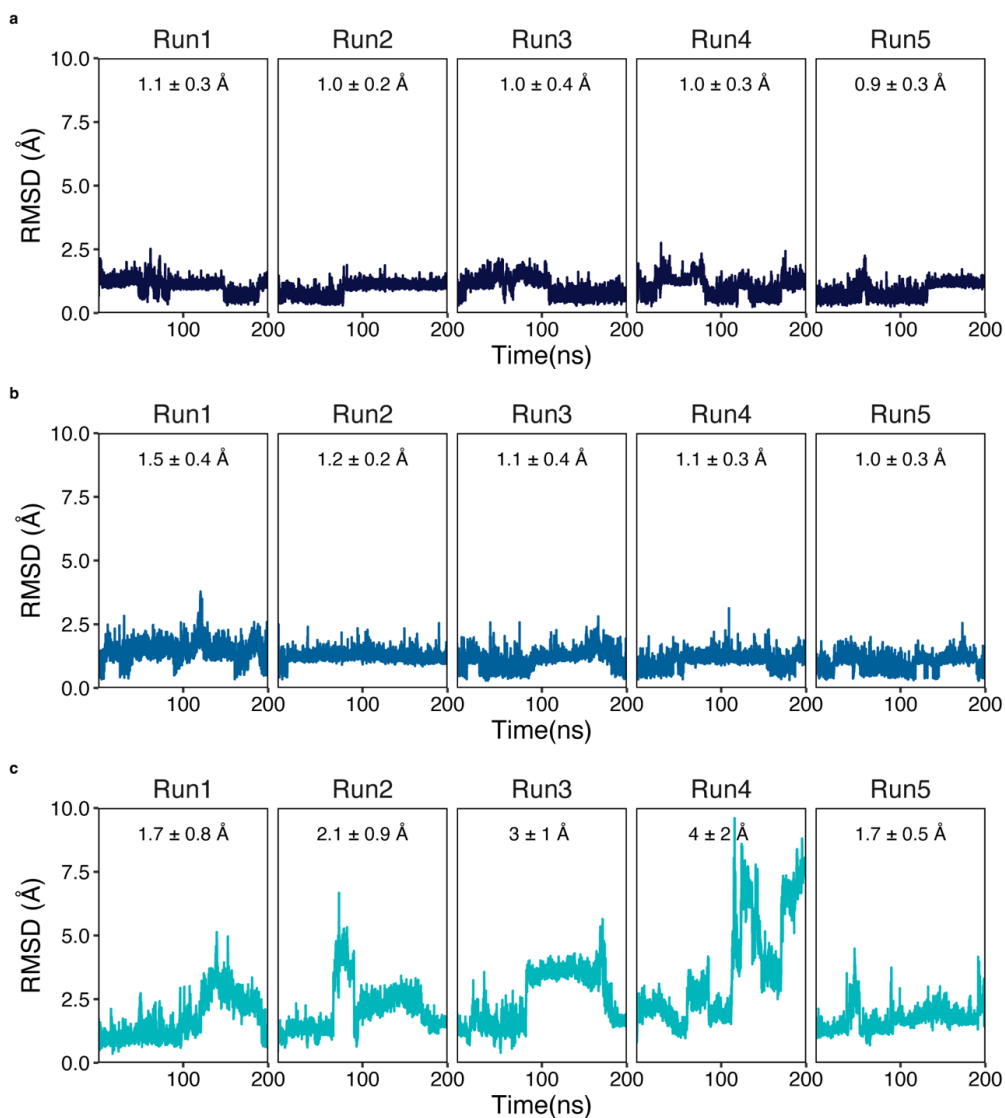 a
Run1 Run2 Run3 Run4 Run5
10.0 1.1 ± 0.3 Å 1.0 ± 0.2 Å 1.0 ± 0.4 Å 1.0 ± 0.3 Å 0.9 ± 0.3 Å
7.5
RMSD (Å)
5.0
2.5
0.0
100 200 100 200 100 200 100 200 100 200
Time(ns)
b
Run1 Run2 Run3 Run4 Run5
10.0 1.5 ± 0.4 Å 1.2 ± 0.2 Å 1.1 ± 0.4 Å 1.1 ± 0.3 Å 1.0 ± 0.3 Å
7.5
RMSD (Å)
5.0
2.5
0.0
100 200 100 200 100 200 100 200 100 200
Time(ns)
c
Run1 Run2 Run3 Run4 Run5
10.0 1.7 ± 0.8 Å 2.1 ± 0.9 Å 3 ± 1 Å 4 ± 2 Å 1.7 ± 0.5 Å
7.5
RMSD (Å)
5.0
2.5
0.0
100 200 100 200 100 200 100 200 100 200
Time(ns)